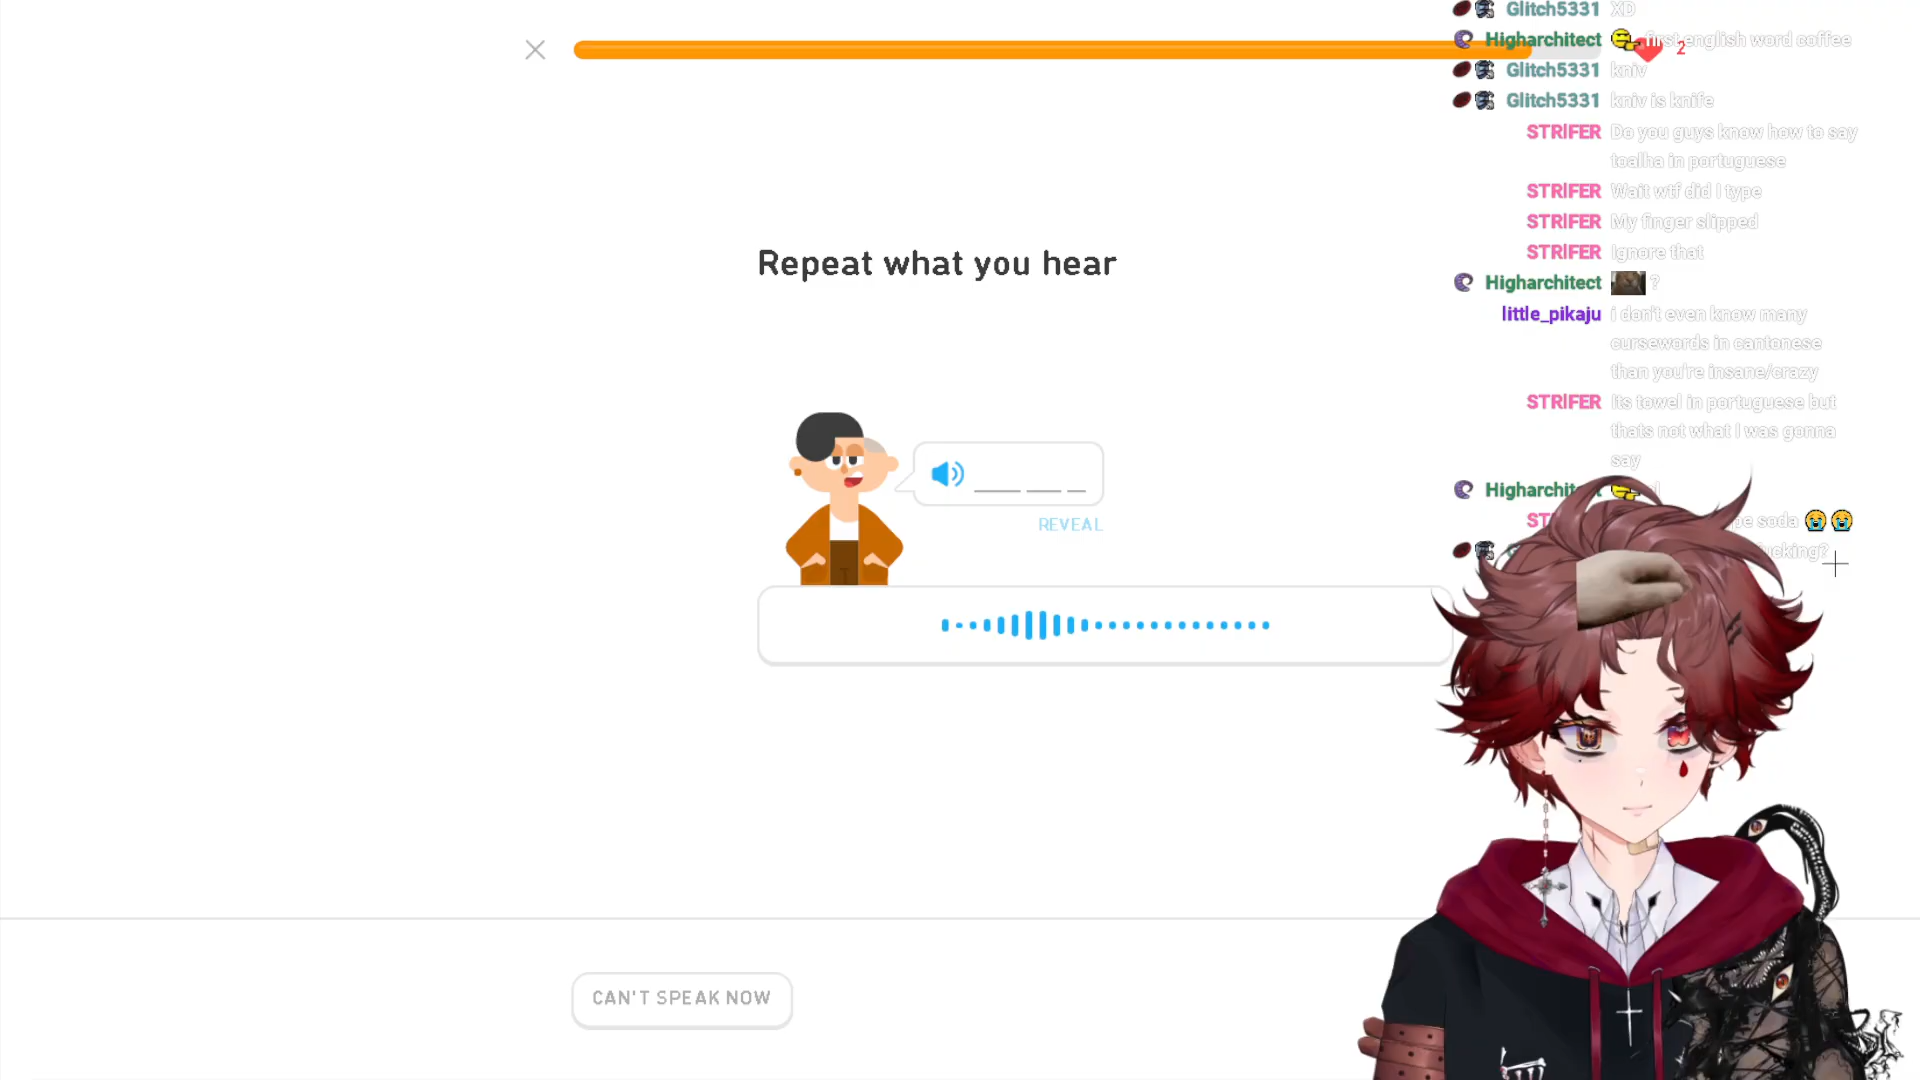 Glitch5331 XD
Higharchitect first english word coffee
2
Glitch5331 kniv
Glitch5331 kniv is knife
STRIFER Do you guys know how to say
toalha in portuguese
STRIFER Wait wtf did I type
STRIFER My finger slipped
STRIFER Ignore that
Higharchitect ?
little_pikaju i don't even know many
cursewords in cantonese
than you're insane/crazy
STRIFER Its towel in portuguese but
thats not what I was gonna
say
Repeat what you hear
REVEAL
CAN'T SPEAK NOW
soda 😭😭